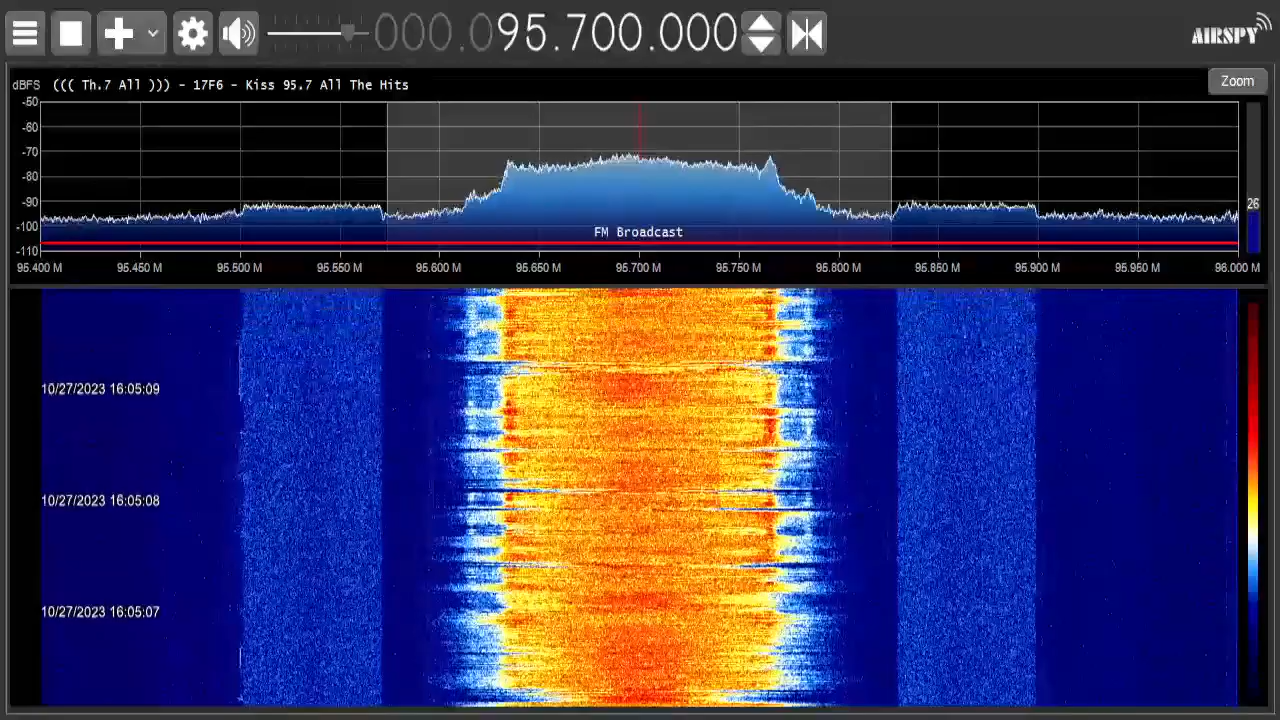 000.095.700.000
AIRSPY
dBFS ((( Th.7 All ))) - 17F6 - Kiss 95.7 All The Hits
Zoom
-50
-60
-70
-80
-90
-100
-110
26
FM Broadcast
95.400 M 95.450 M 95.500 M 95.550 M 95.600 M 95.650 M 95.700 M 95.750 M 95.800 M 95.850 M 95.900 M 95.950 M 96.000 M
10/27/2023 16:05:09
10/27/2023 16:05:08
10/27/2023 16:05:07